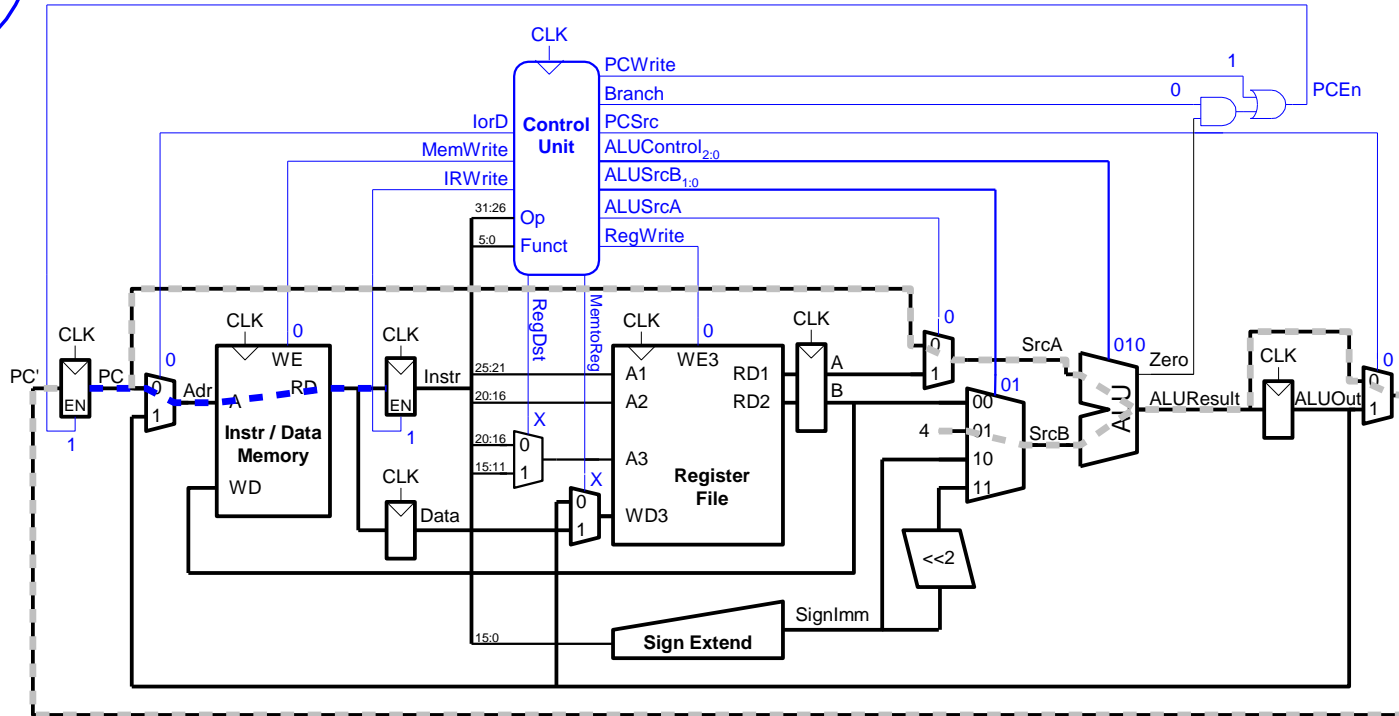 CLK
PCWrite
1
Branch
0
PCEn
IorD
Control
Unit
PCSrc
MemWrite
ALUControl2:0
IRWrite
ALUSrcB1:0
31:26
Op
ALUSrcA
5:0
Funct
RegWrite
RegDst
MemtoReg
CLK
0
CLK
0
CLK
CLK
0
CLK
0
0
010
CLK
0
PC'
PC
EN
1
0
1
Adr
WE
A
RD
Instr / Data
Memory
WD
EN
1
Instr
25:21
A1
20:16
A2
WE3
RD1
RD2
A
B
0
1
SrcA
Zero
ALU
ALUResult
ALUOut
0
1
01
00
4
01
SrcB
10
11
X
20:16
0
15:11
1
A3
Register
File
CLK
Data
X
0
1
WD3
<<2
SignImm
15:0
Sign Extend